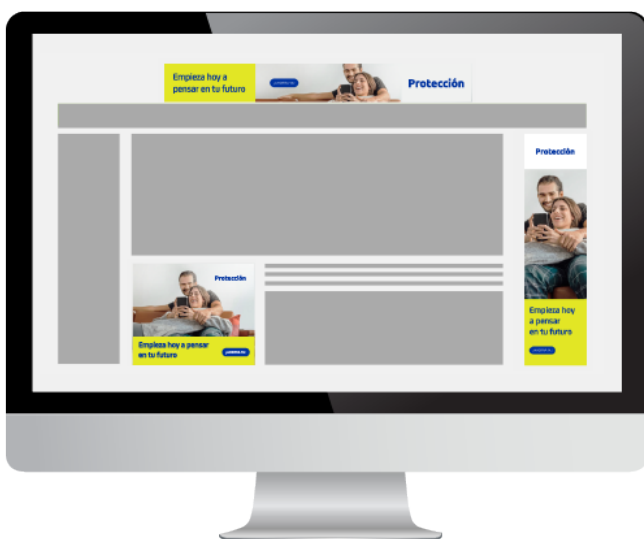 Empieza hoy a
pensar en tu futuro
Protección
Protección
Empieza hoy
a pensar
en tu futuro
Protección
Empieza hoy a pensar
en tu futuro